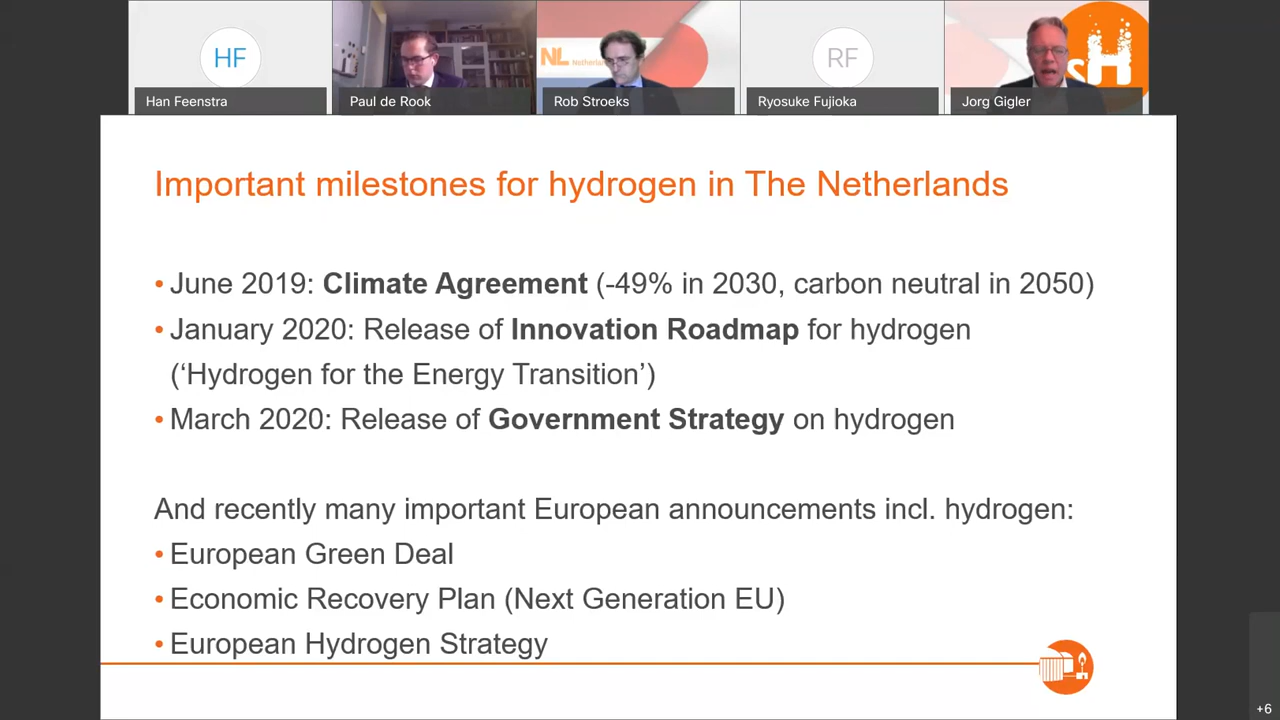 HF
RF
NL Netherla
sH
Han Feenstra
Paul de Rook
Rob Stroeks
Ryosuke Fujioka
Jorg Gigler
Important milestones for hydrogen in The Netherlands
• June 2019: Climate Agreement (-49% in 2030, carbon neutral in 2050)
• January 2020: Release of Innovation Roadmap for hydrogen
(‘Hydrogen for the Energy Transition’)
• March 2020: Release of Government Strategy on hydrogen
And recently many important European announcements incl. hydrogen:
• European Green Deal
• Economic Recovery Plan (Next Generation EU)
• European Hydrogen Strategy
+6